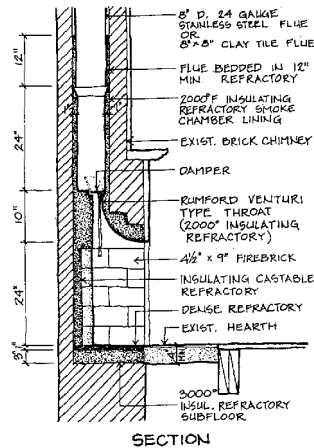 8" D. 24 GAUGE
STAINLESS STEEL FLUE
OR
8"x8" CLAY TILE FLUE
FLUE BEDDED IN 12"
MIN. REFRACTORY
2000°F INSULATING
REFRACTORY SMOKE
CHAMBER LINING
EXIST. BRICK CHIMNEY
DAMPER
RUMFORD VENTURI
TYPE THROAT
(2000° INSULATING
REFRACTORY)
4½" x 9" FIREBRICK
INSULATING CASTABLE
REFRACTORY
DENSE REFRACTORY
EXIST. HEARTH
3000°
INSUL. REFRACTORY
SUBFLOOR
12"
24"
10"
24"
SECTION